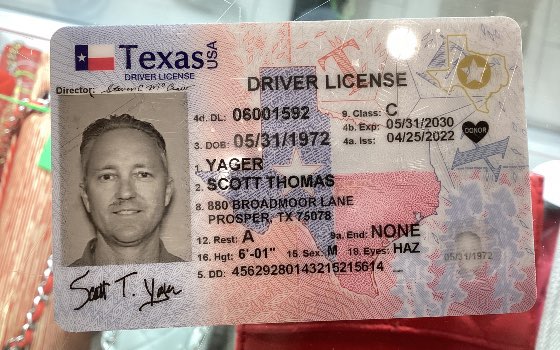 Texas USA
DRIVER LICENSE
Director:
DRIVER LICENSE
4d. DL: 06001592 9. Class: C
4b. Exp: 05/31/2030
3. DOB: 05/31/1972 4a. Iss: 04/25/2022 DONOR
1. YAGER
2. SCOTT THOMAS
8. 880 BROADMOOR LANE
PROSPER, TX 75078
12. Rest: A 9a. End: NONE
16. Hgt: 6'-01" 15. Sex: M 18. Eyes: HAZ
5. DD: 45629280143215215614
05/31/1972
Scott T. Yager